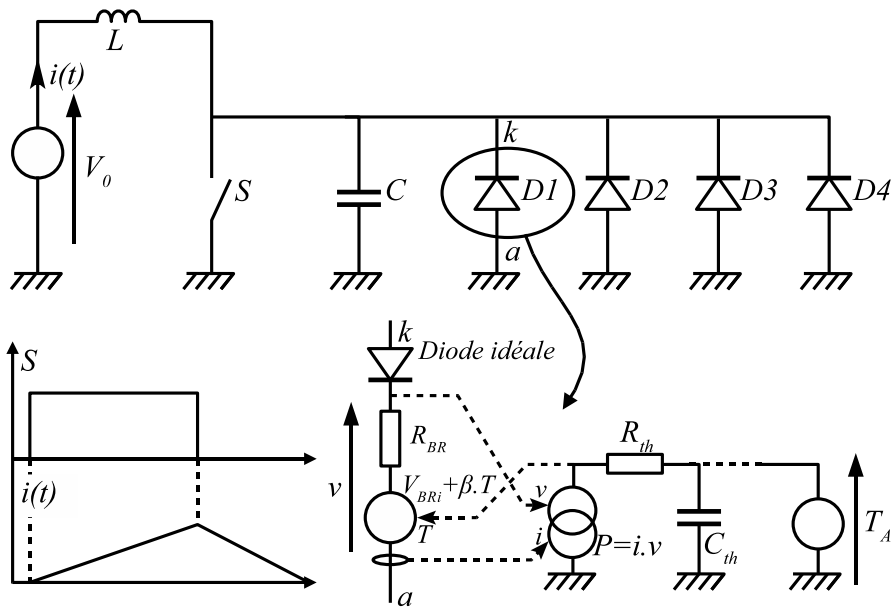 L
i(t)
V0
S
C
k
D1
D2
D3
D4
a
S
i(t)
k
Diode idéale
RBR
v
VBRi+β.T
T
a
v
i
P=i.v
Rth
Cth
TA